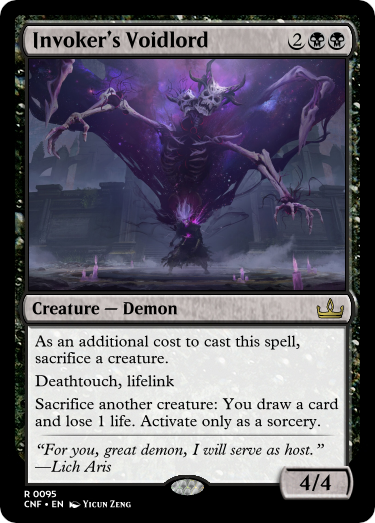 Invoker's Voidlord 2
Creature — Demon
As an additional cost to cast this spell,
sacrifice a creature.
Deathtouch, lifelink
Sacrifice another creature: You draw a card
and lose 1 life. Activate only as a sorcery.
"For you, great demon, I will serve as host."
—Lich Aris
4/4
R 0095
CNF • EN Yicun Zeng